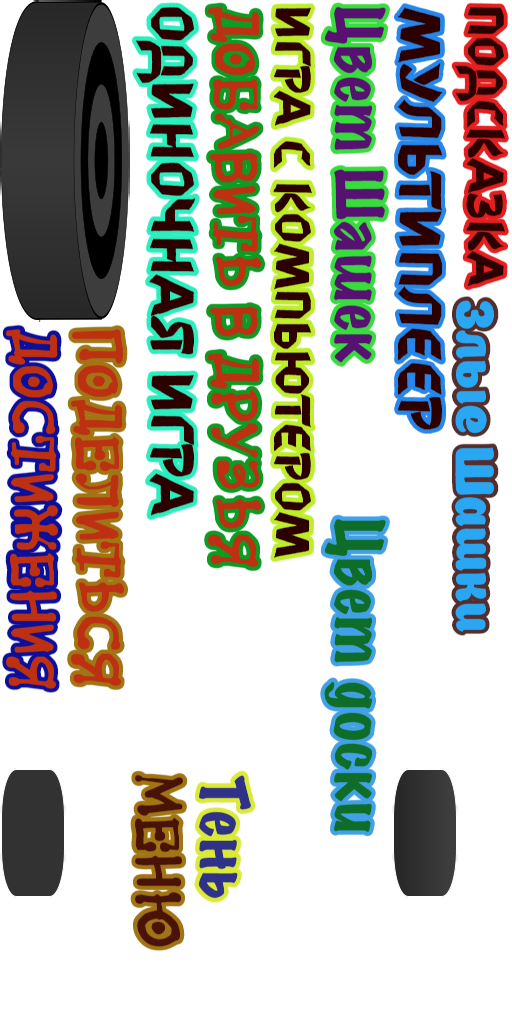 ПОДСКАЗКА
Злые Шашки
МУЛЬТИПЛЕЕР
Цвет Шашек
Цвет доски
ИГРА С КОМПЬЮТЕРОМ
ДОБАВИТЬ В ДРУЗЬЯ
Тень
ОДИНОЧНАЯ ИГРА
МЕНЮ
ПОДЕЛИТЬСЯ
ДОСТИЖЕНИЯ